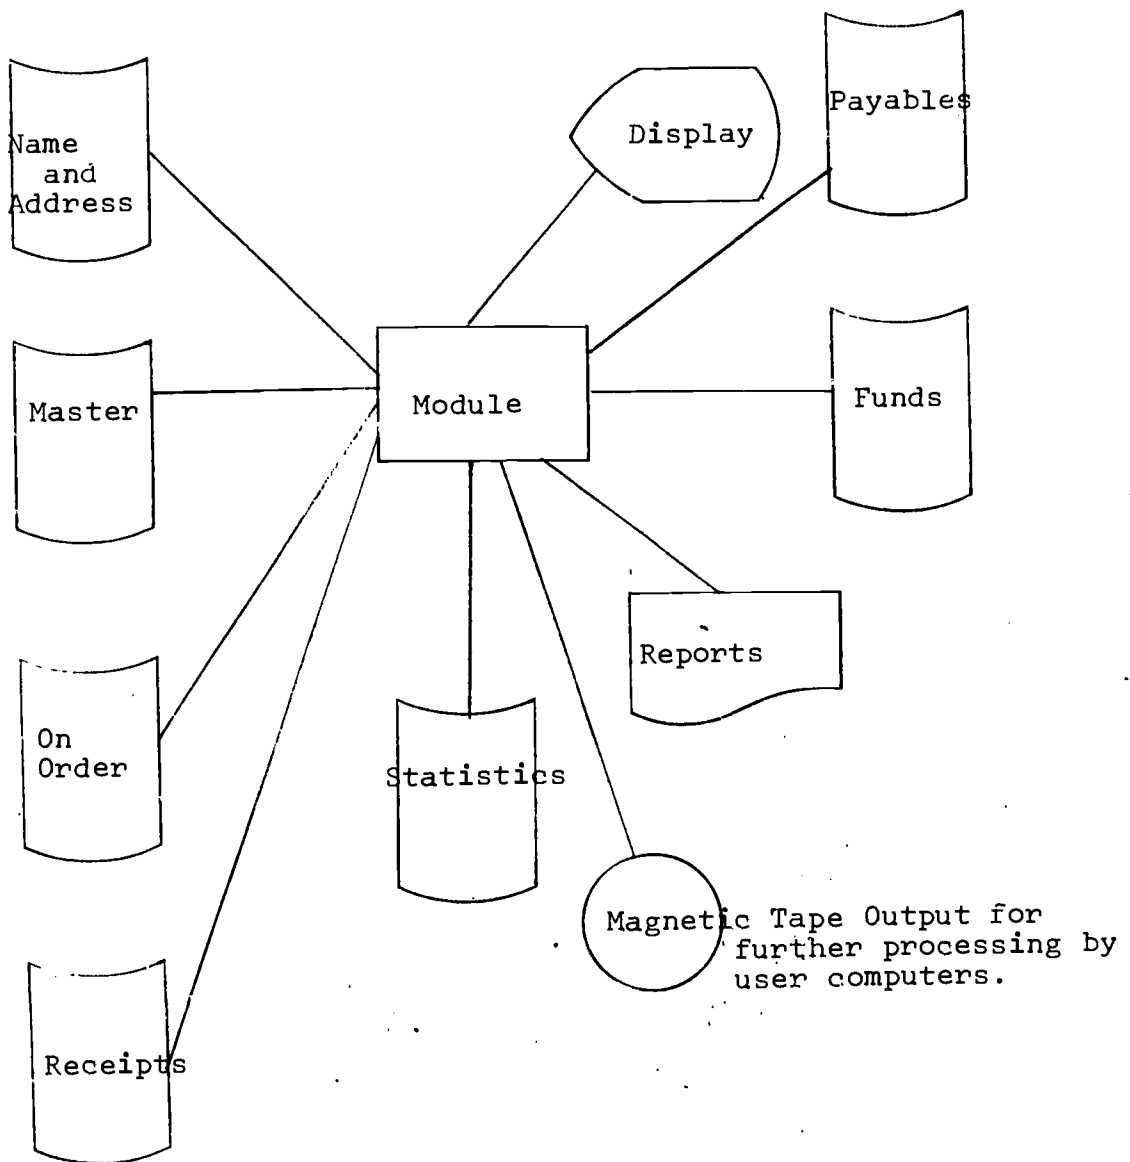 Name
and
Address
Display
Payables
Master
Module
Funds
On
Order
Statistics
Reports
Magnetic Tape Output for
further processing by
user computers.
Receipts